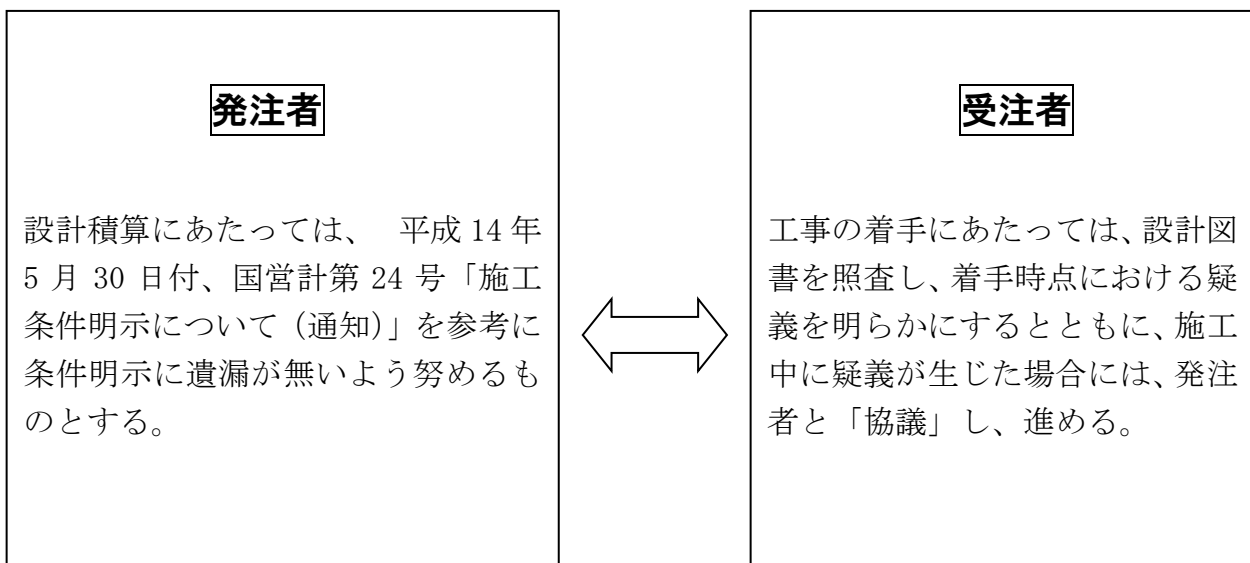 発注者
設計積算にあたっては、 平成 14 年
5 月 30 日付、国営計第 24 号「施工
条件明示について（通知）」を参考に
条件明示に遺漏が無いよう努めるも
のとする。
受注者
工事の着手にあたっては、設計図
書を照査し、着手時点における疑
義を明らかにするとともに、施工
中に疑義が生じた場合には、発注
者と「協議」し、進める。